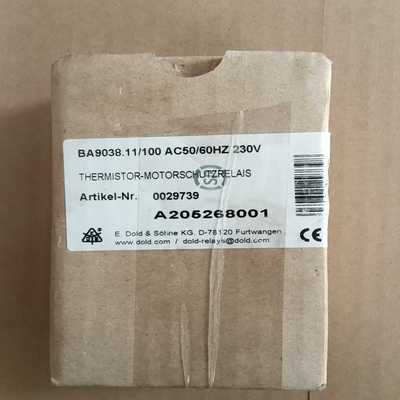 BA9038.11/100 AC50/60HZ 230V
THERMISTOR-MOTORSCHUTZRELAIS
Artikel-Nr. 0029739
A205268001
E. Dold & Söhne KG. D-78120 Furtwangen
www.dold.com / dold-relays@dold.com
CE